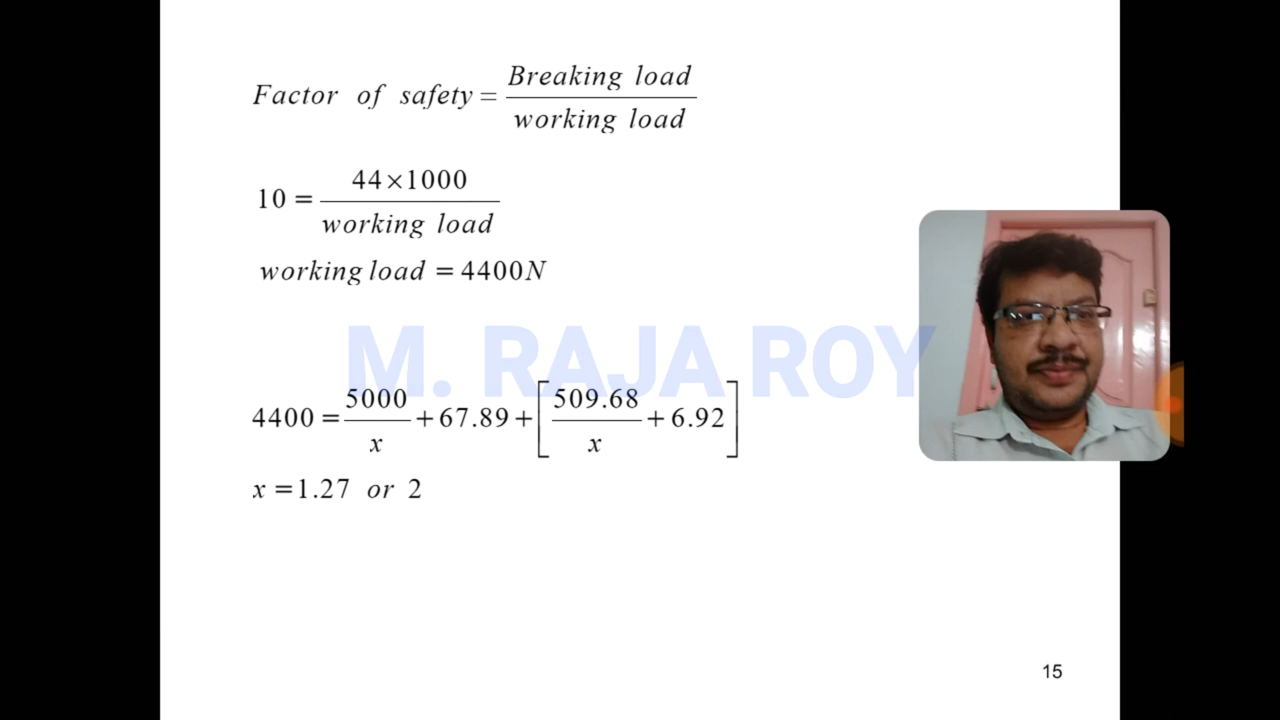 Factor of safety = Breaking load / working load
10 = 44×1000 / working load
working load = 4400N
M. RAJA ROY
4400 = 5000/x + 67.89 + [509.68/x + 6.92]
x = 1.27 or 2
15